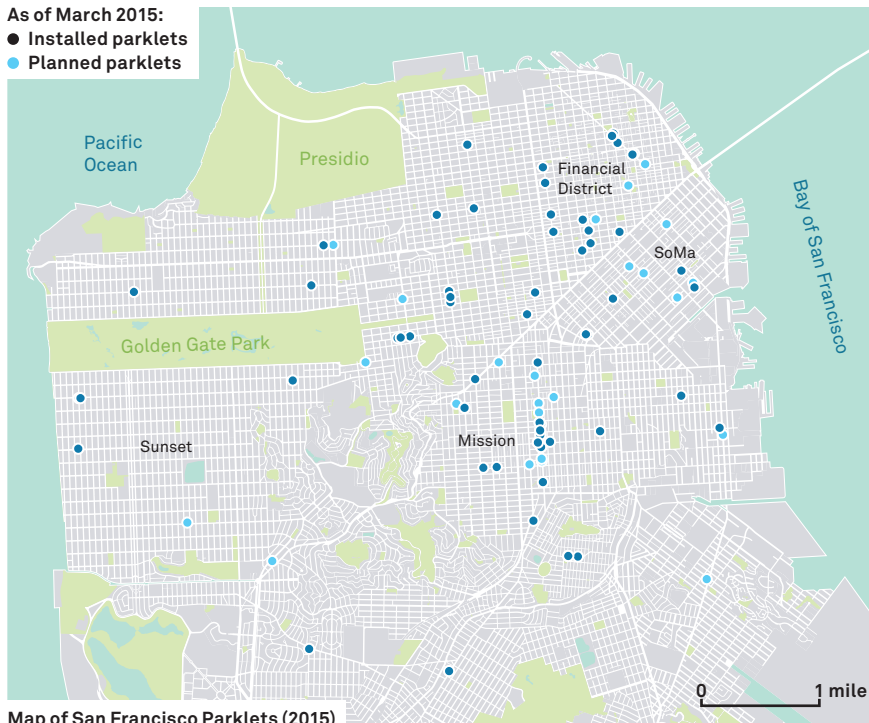 As of March 2015:
Installed parklets
Planned parklets
Pacific
Ocean
Presidio
Financial
District
SoMa
Bay of San Francisco
Golden Gate Park
Sunset
Mission
0 1 mile
Map of San Francisco Parklets (2015)